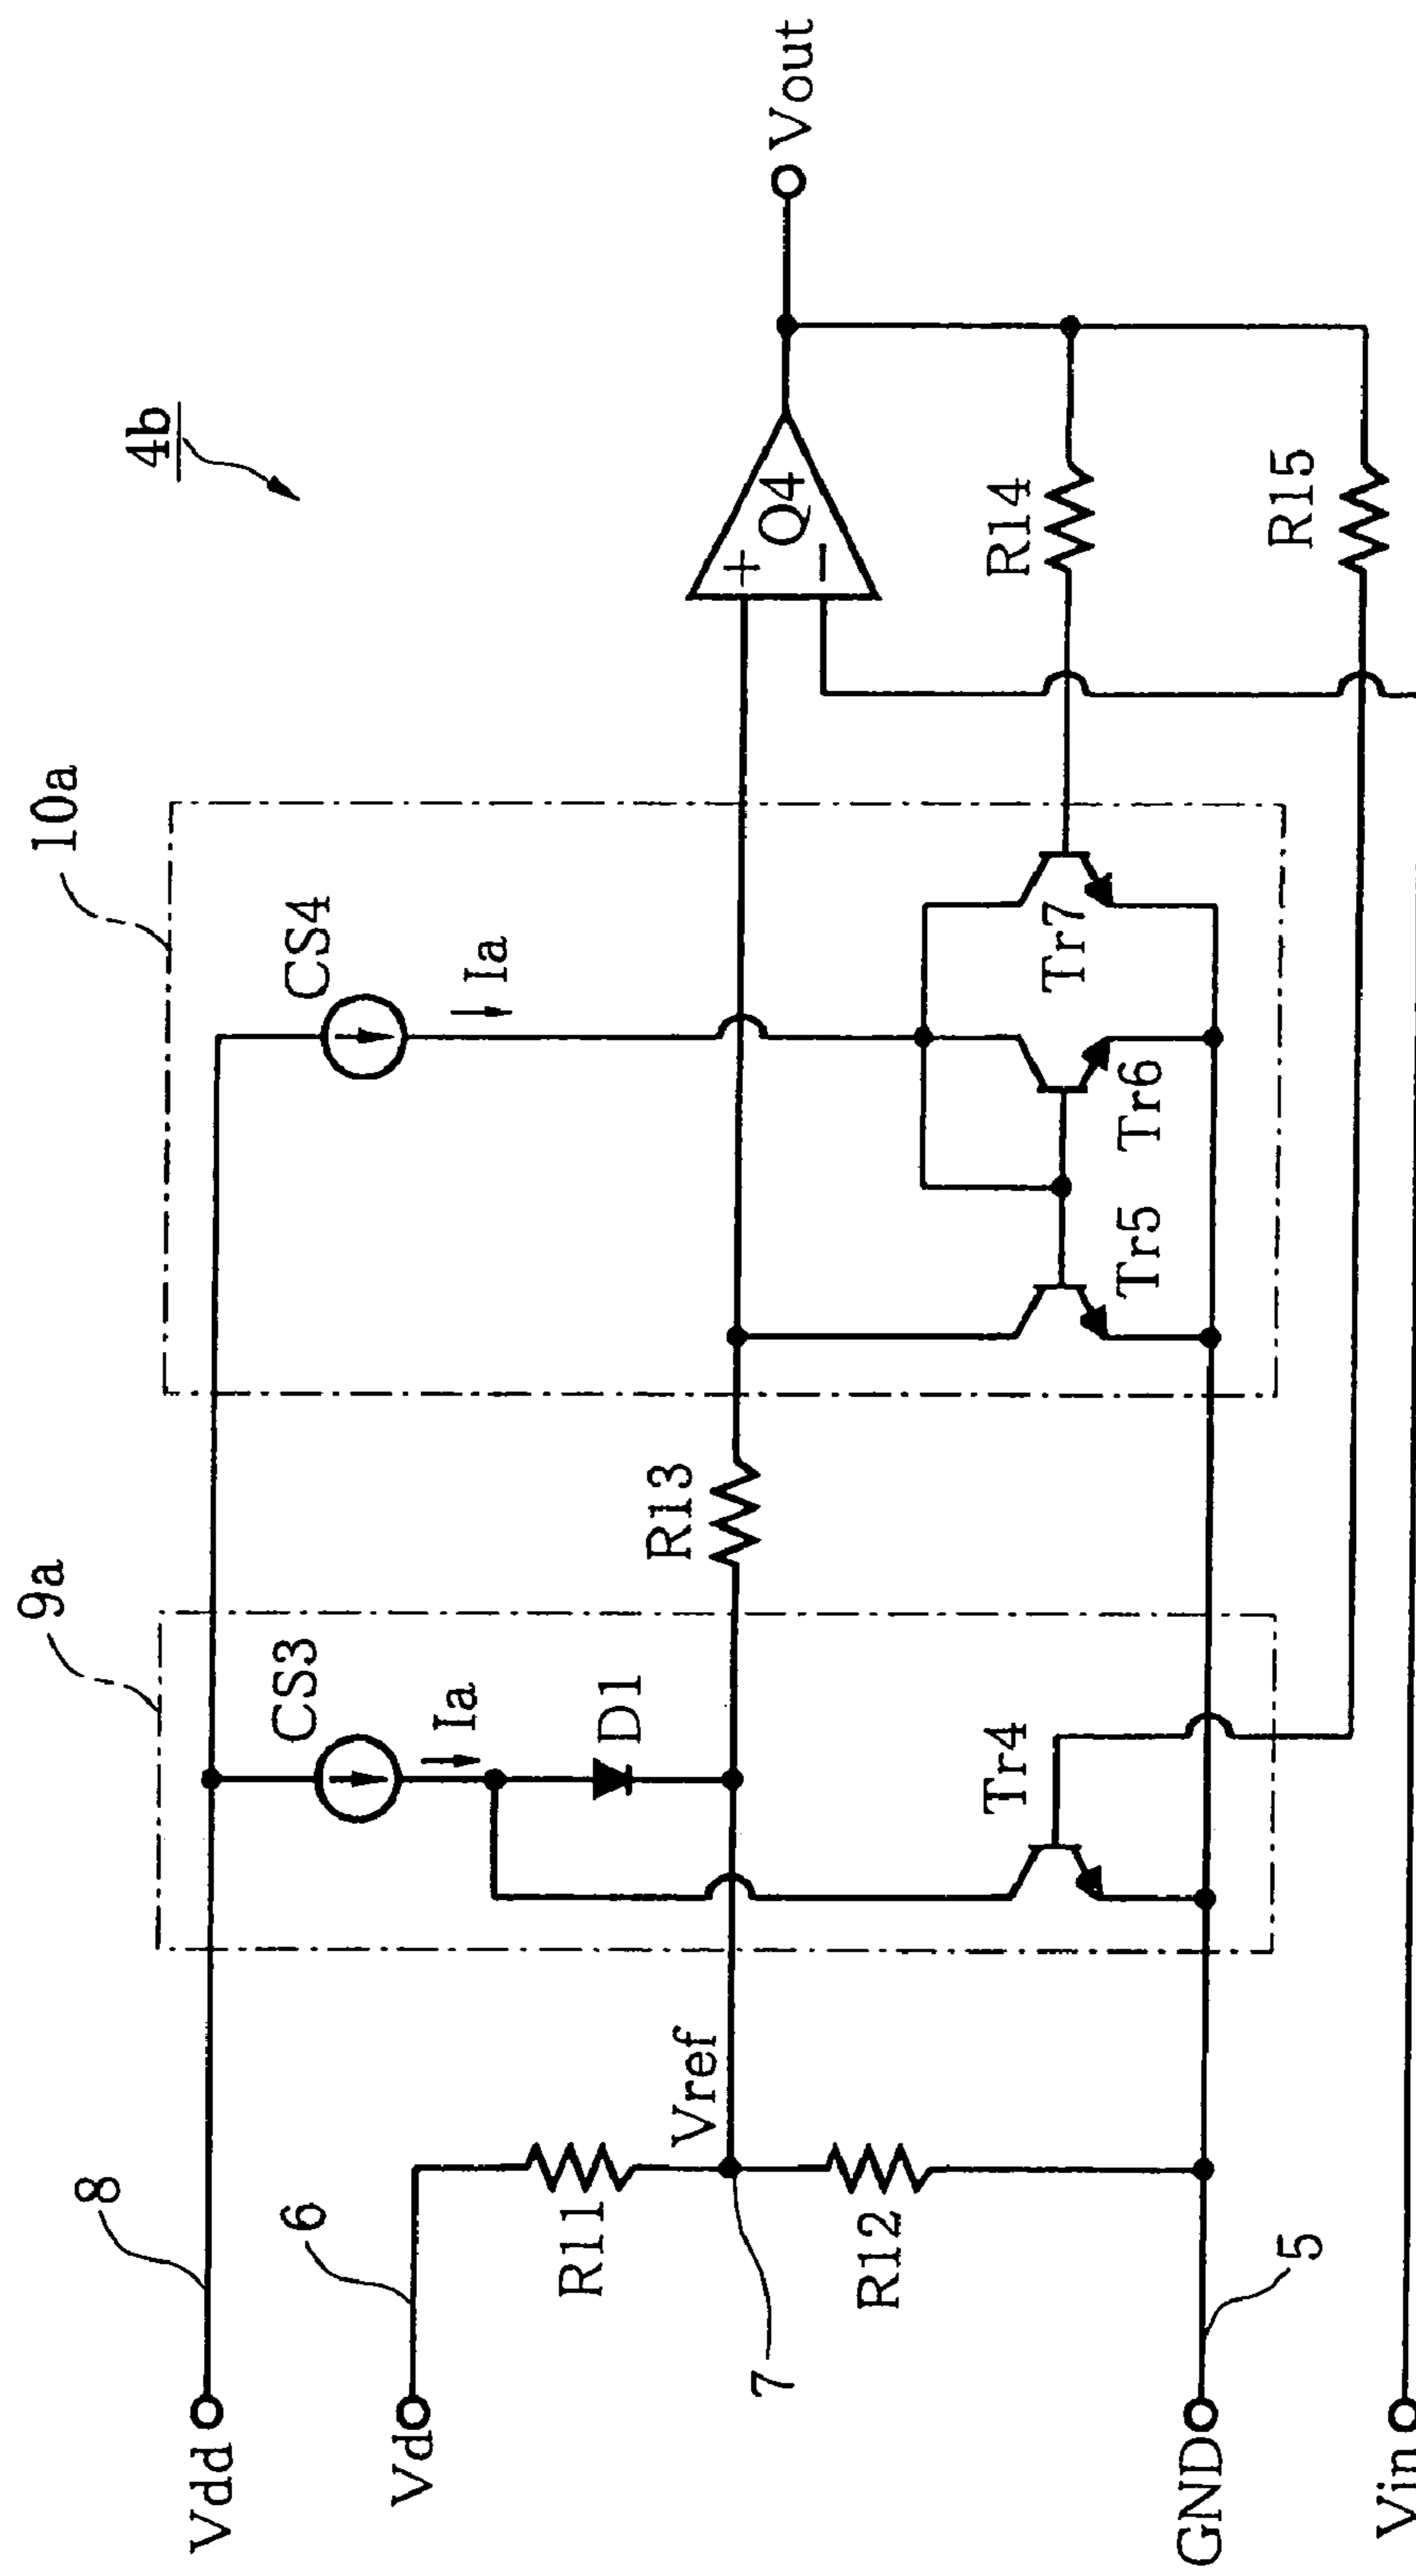 4b
10a
9a
CS4
Ia
CS3
Ia
D1
8
Vdd
6
Vd
R11
Vref
7
R12
R13
Q4
+
−
Vout
Tr4
Tr5
Tr6
Tr7
R14
R15
5
GND
Vin